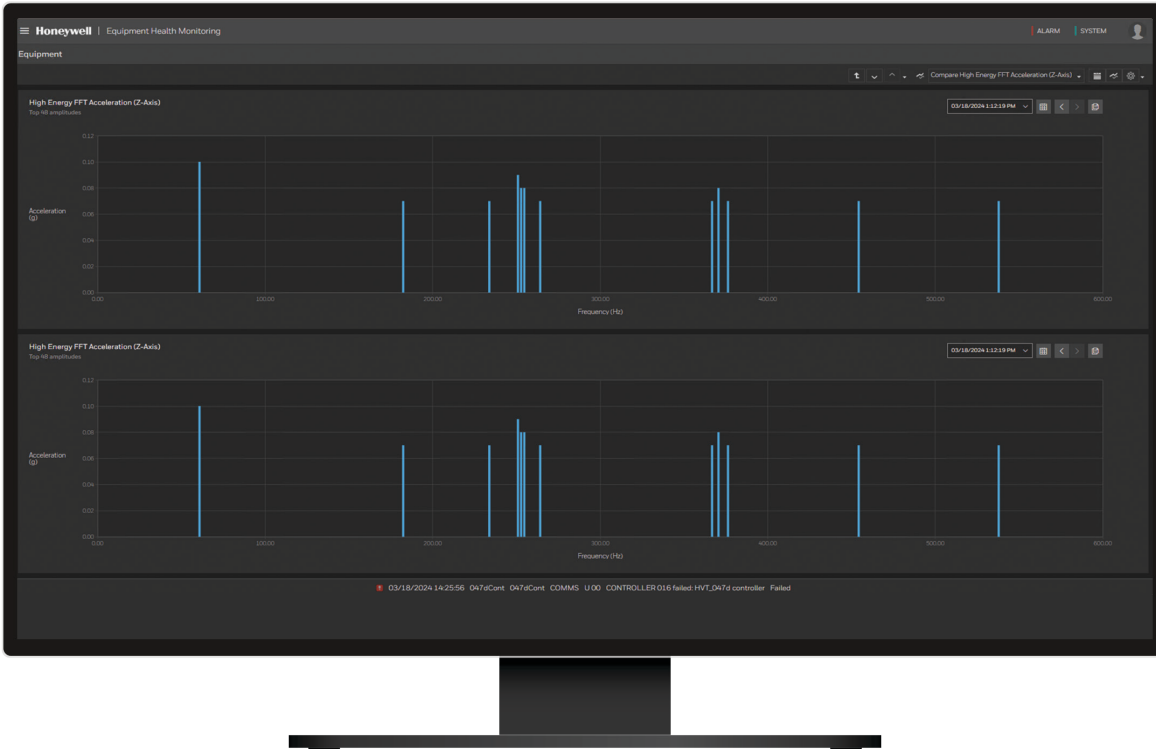 Honeywell | Equipment Health Monitoring
ALARM
SYSTEM
Equipment
Compare High Energy FFT Acceleration (Z-Axis)
High Energy FFT Acceleration (Z-Axis)
Top 48 amplitudes
03/18/2024 1:12:19 PM
0.12
0.10
0.08
Acceleration
(g)
0.06
0.04
0.02
0.00
0.00 100.00 200.00 300.00 400.00 500.00 600.00
Frequency (Hz)
High Energy FFT Acceleration (Z-Axis)
Top 48 amplitudes
03/18/2024 1:12:19 PM
0.12
0.10
0.08
Acceleration
(g)
0.06
0.04
0.02
0.00
0.00 100.00 200.00 300.00 400.00 500.00 600.00
Frequency (Hz)
03/18/2024 14:25:56 047dCont 047dCont COMMS U 00 CONTROLLER 016 failed: HVT_047d controller Failed